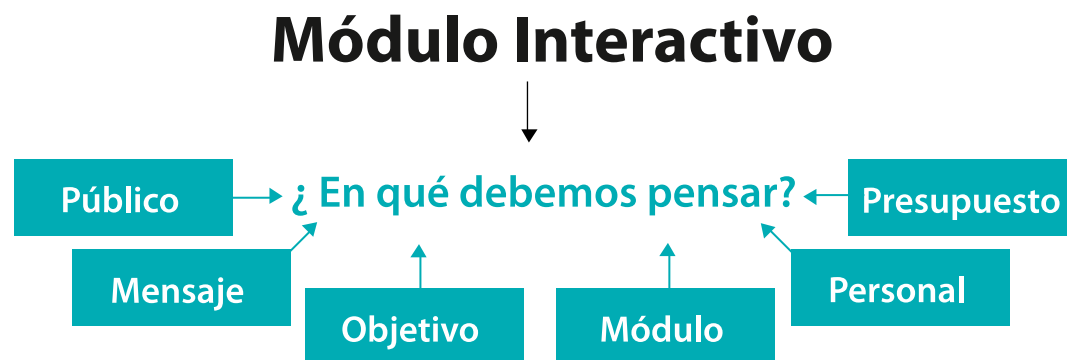 Módulo Interactivo
¿ En qué debemos pensar?
Público
Presupuesto
Mensaje
Personal
Objetivo
Módulo